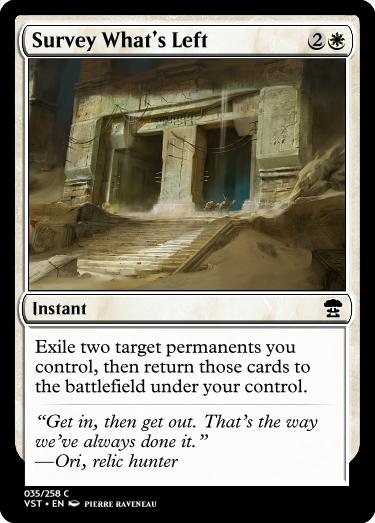 Survey What's Left 2
Instant
Exile two target permanents you
control, then return those cards to
the battlefield under your control.
“Get in, then get out. That's the way
we've always done it.”
—Ori, relic hunter
035/258 C
VST • EN PIERRE RAVENEAU